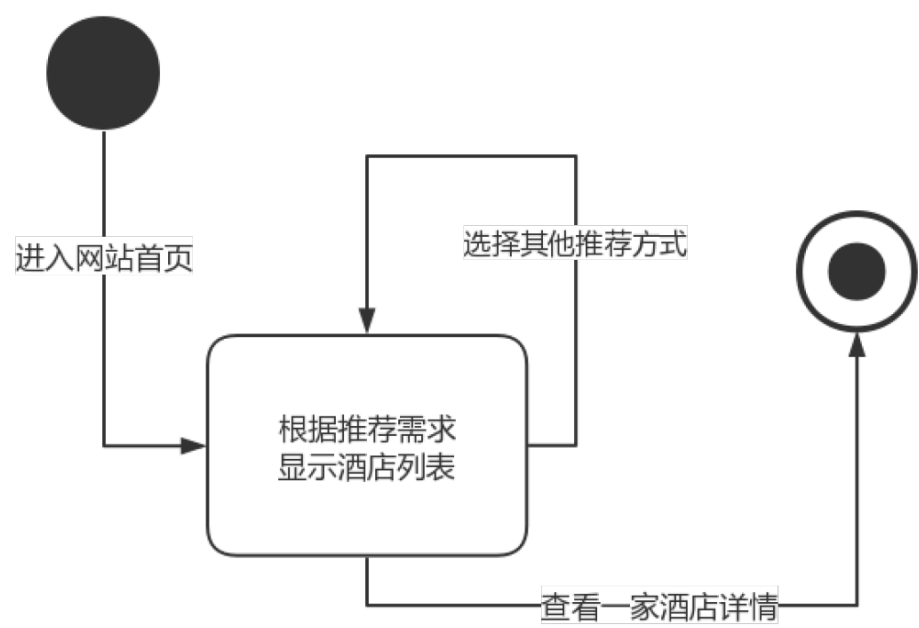 选择其他推荐方式
进入网站首页
根据推荐需求
显示酒店列表
查看一家酒店详情